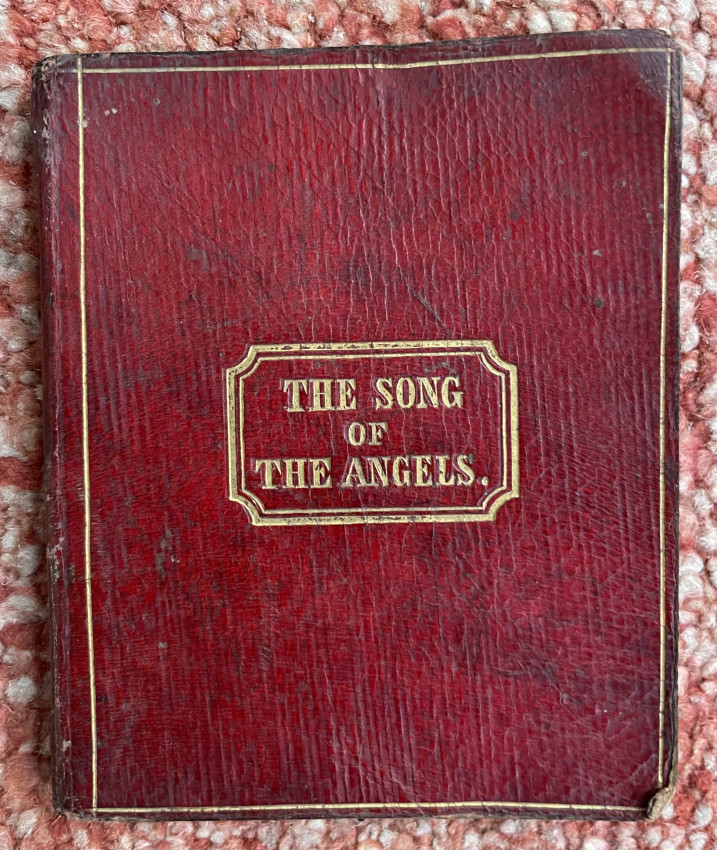 THE SONG
OF
THE ANGELS.